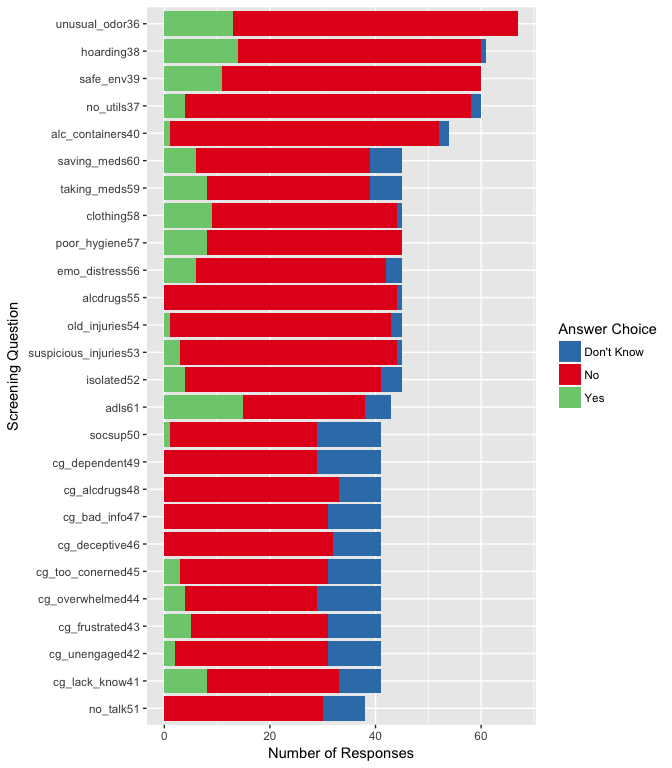 unusual_odor36
hoarding38
safe_env39
no_utils37
alc_containers40
saving_meds60
taking_meds59
clothing58
poor_hygiene57
emo_distress56
alcdrugs55
old_injuries54
suspicious_injuries53
isolated52
adls61
socsup50
cg_dependent49
cg_alcdrugs48
cg_bad_info47
cg_deceptive46
cg_too_conerned45
cg_overwhelmed44
cg_frustrated43
cg_unengaged42
cg_lack_know41
no_talk51
Screening Question
0 20 40 60
Number of Responses
Answer Choice
Don't Know
No
Yes